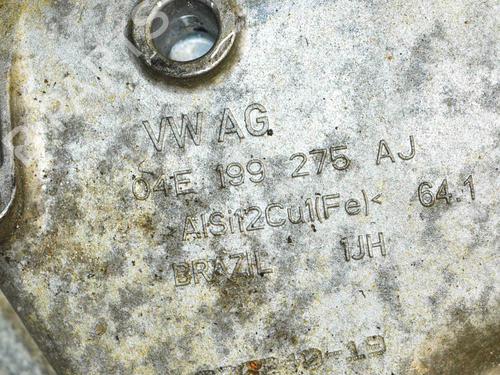 VW AG
04E 199 275 AJ
AlSi12Cu1(Fe)< 64.1
BRAZIL 1JH